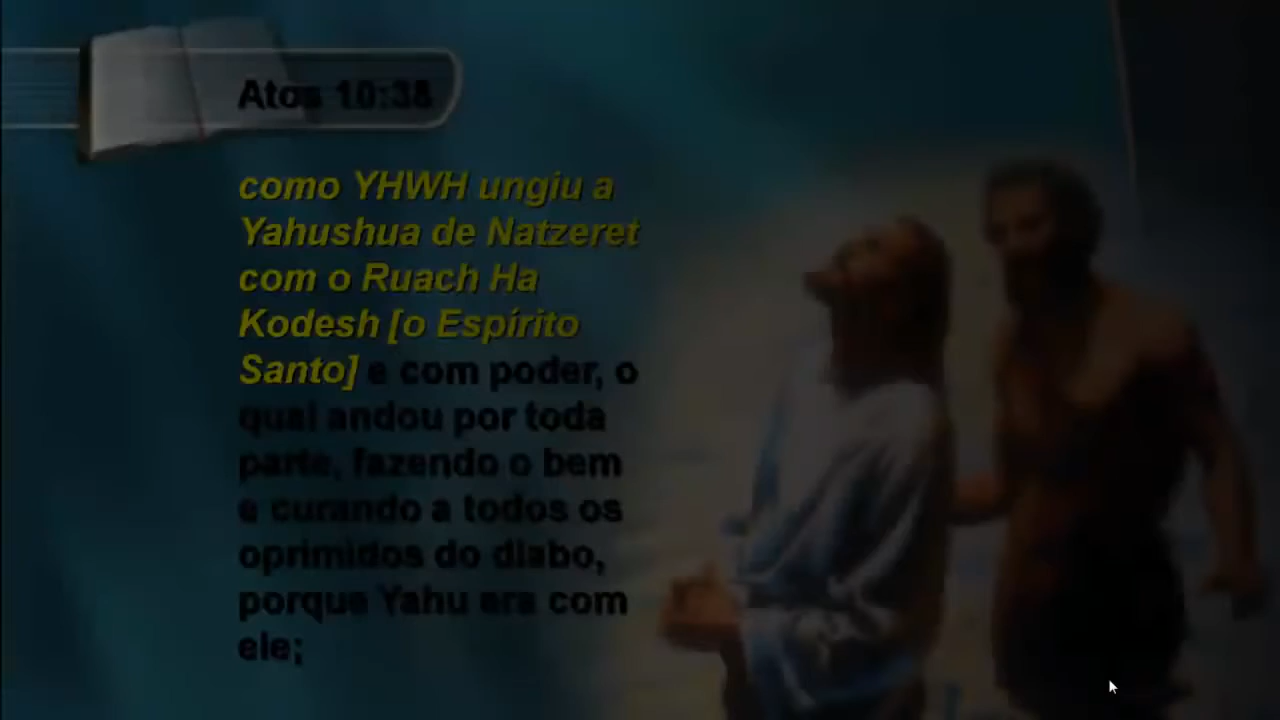 Atos 10:38
como YHWH ungiu a
Yahushua de Natzeret
com o Ruach Ha
Kodesh [o Espírito
Santo] e com poder, o
qual andou por toda
parte, fazendo o bem
e curando a todos os
oprimidos do diabo,
porque Yahu era com
ele;